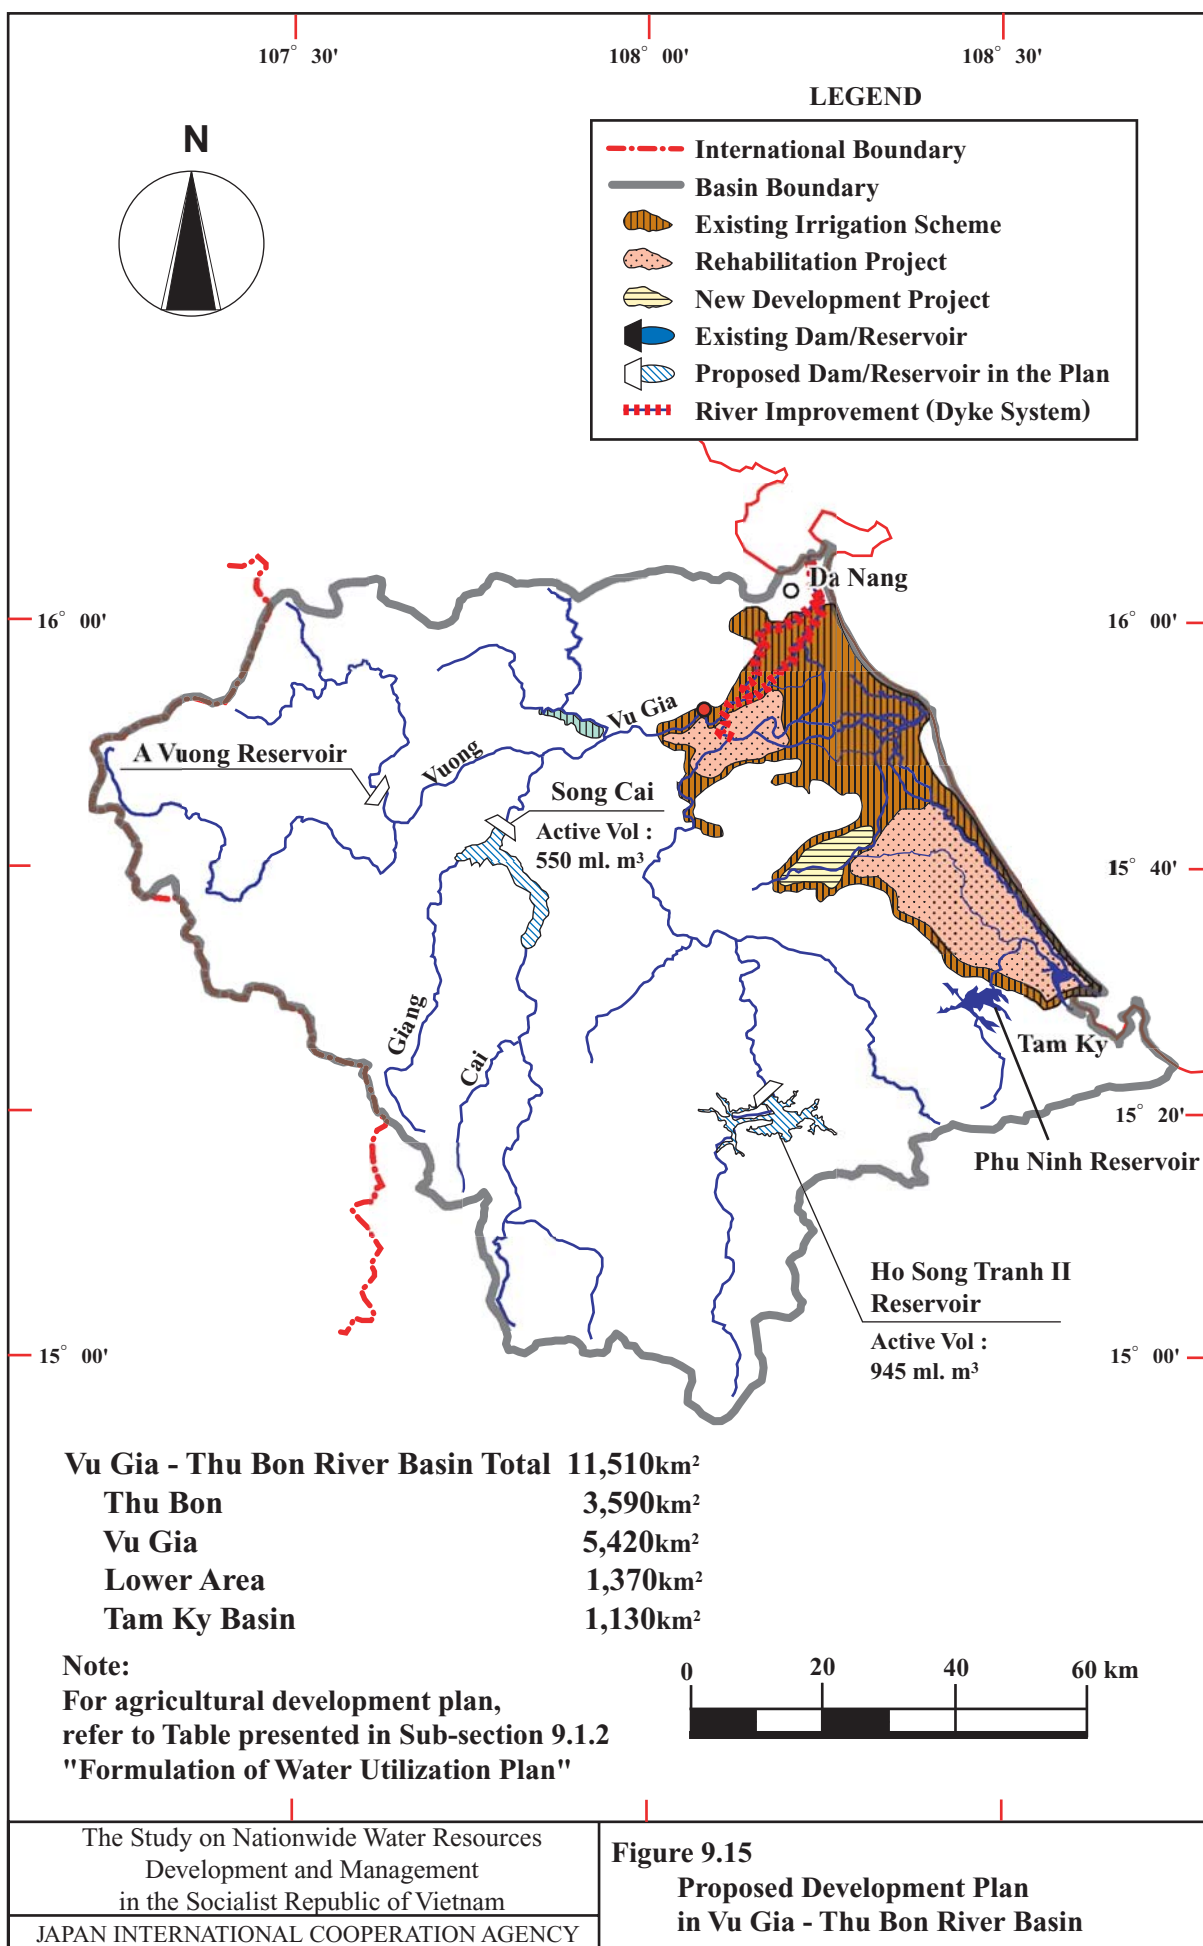 107° 30'
108° 00'
108° 30'
LEGEND
International Boundary
Basin Boundary
Existing Irrigation Scheme
Rehabilitation Project
New Development Project
Existing Dam/Reservoir
Proposed Dam/Reservoir in the Plan
River Improvement (Dyke System)
N
Da Nang
16° 00'
16° 00'
Vu Gia
A Vuong Reservoir
Vuong
Song Cai
Active Vol :
550 ml. m³
15° 40'
Giang
Cai
Tam Ky
15° 20'
Phu Ninh Reservoir
Ho Song Tranh II
Reservoir
Active Vol :
945 ml. m³
15° 00'
15° 00'
Vu Gia - Thu Bon River Basin Total 11,510km²
Thu Bon 3,590km²
Vu Gia 5,420km²
Lower Area 1,370km²
Tam Ky Basin 1,130km²
Note:
For agricultural development plan,
refer to Table presented in Sub-section 9.1.2
"Formulation of Water Utilization Plan"
0 20 40 60 km
The Study on Nationwide Water Resources
Development and Management
in the Socialist Republic of Vietnam
JAPAN INTERNATIONAL COOPERATION AGENCY
Figure 9.15
Proposed Development Plan
in Vu Gia - Thu Bon River Basin